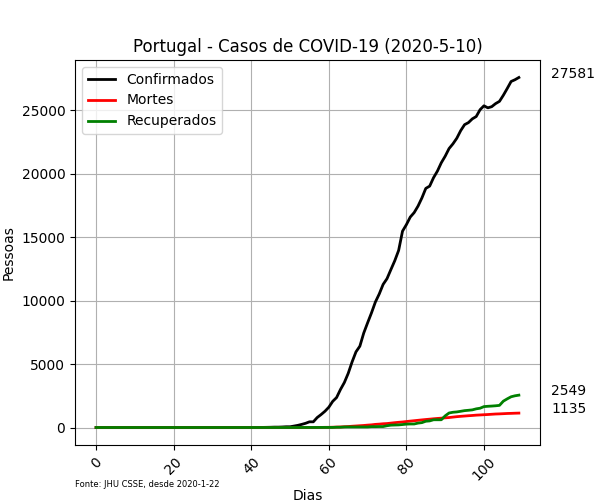 Portugal - Casos de COVID-19 (2020-5-10)
Confirmados
Mortes
Recuperados
27581
2549
1135
Pessoas
25000
20000
15000
10000
5000
0
0 20 40 60 80 100
Fonte: JHU CSSE, desde 2020-1-22
Dias